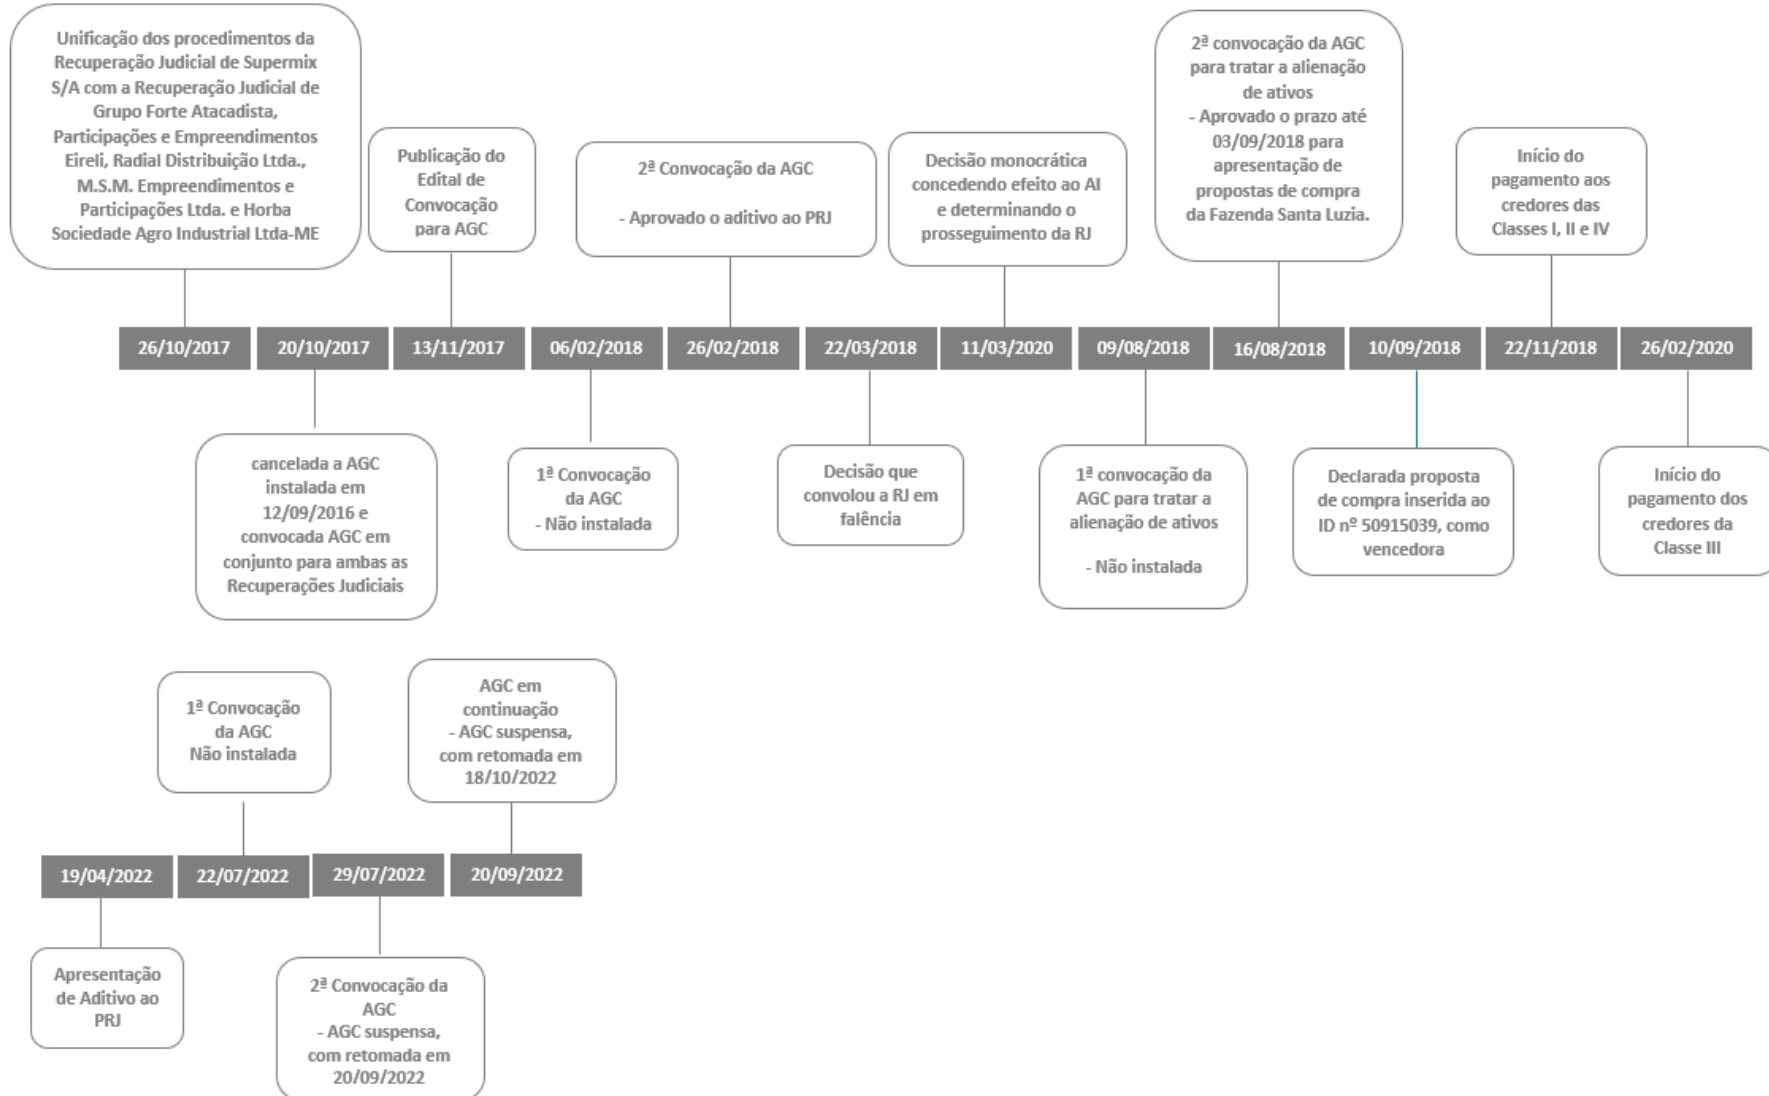 Unificação dos procedimentos da
Recuperação Judicial de Supermix
S/A com a Recuperação Judicial de
Grupo Forte Atacadista,
Participações e Empreendimentos
Eireli, Radial Distribuição Ltda.,
M.S.M. Empreendimentos e
Participações Ltda. e Horba
Sociedade Agro Industrial Ltda-ME
Publicação do
Edital de
Convocação
para AGC
2ª Convocação da AGC
- Aprovado o aditivo ao PRJ
Decisão monocrática
concedendo efeito ao AI
e determinando o
prosseguimento da RJ
2ª convocação da AGC
para tratar a alienação
de ativos
- Aprovado o prazo até
03/09/2018 para
apresentação de
propostas de compra
da Fazenda Santa Luzia.
Início do
pagamento aos
credores das
Classes I, II e IV
26/10/2017
20/10/2017
13/11/2017
06/02/2018
26/02/2018
22/03/2018
11/03/2020
09/08/2018
16/08/2018
10/09/2018
22/11/2018
26/02/2020
cancelada a AGC
instalada em
12/09/2016 e
convocada AGC em
conjunto para ambas as
Recuperações Judiciais
1ª Convocação
da AGC
- Não instalada
Decisão que
convolou a RJ em
falência
1ª convocação da
AGC para tratar a
alienação de ativos
- Não instalada
Declarada proposta
de compra inserida ao
ID nº 50915039, como
vencedora
Início do
pagamento dos
credores da
Classe III
1ª Convocação
da AGC
Não instalada
AGC em
continuação
- AGC suspensa,
com retomada em
18/10/2022
19/04/2022
22/07/2022
29/07/2022
20/09/2022
Apresentação
de Aditivo ao
PRJ
2ª Convocação da
AGC
- AGC suspensa,
com retomada em
20/09/2022